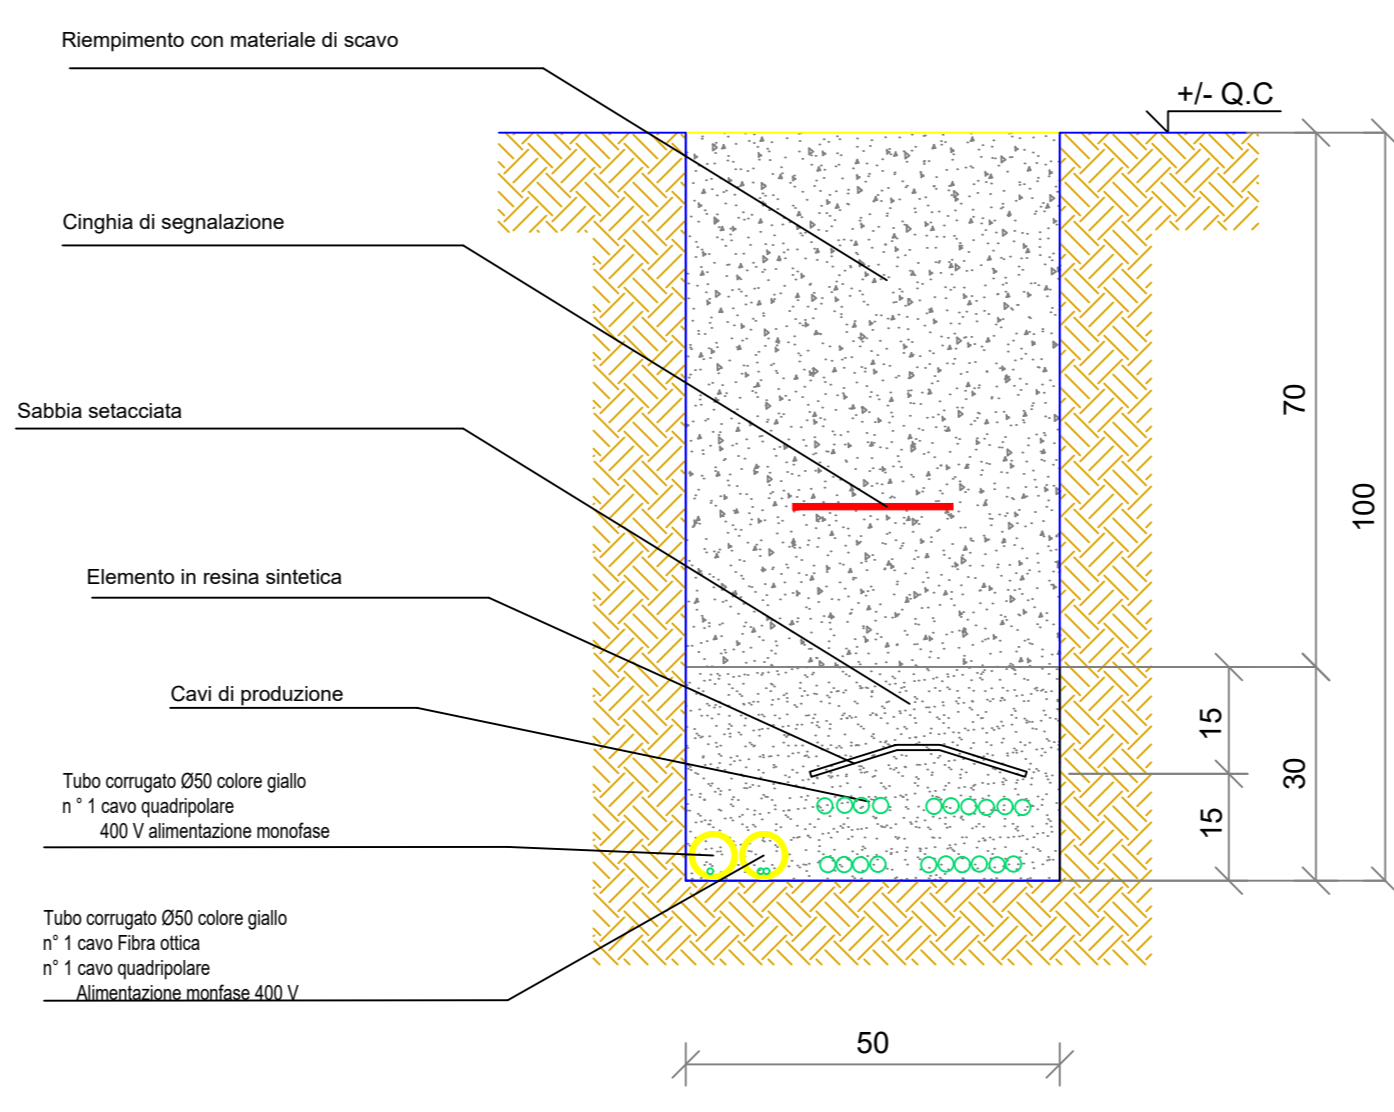 Riempimento con materiale di scavo
+/- Q.C
Cinghia di segnalazione
70
Sabbia setacciata
100
Elemento in resina sintetica
Cavi di produzione
15
30
15
Tubo corrugato Ø50 colore giallo
n ° 1 cavo quadripolare
400 V alimentazione monofase
Tubo corrugato Ø50 colore giallo
n° 1 cavo Fibra ottica
n° 1 cavo quadripolare
Alimentazione monfase 400 V
50